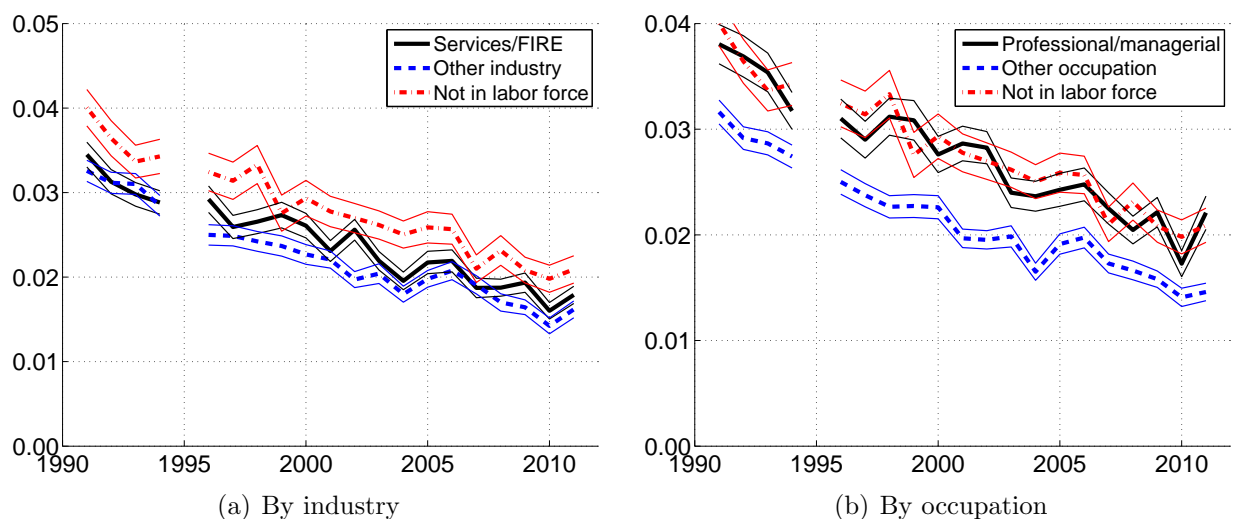 0.05
0.04
0.03
0.02
0.01
0.00
1990 1995 2000 2005 2010
Services/FIRE
Other industry
Not in labor force
(a) By industry
0.04
0.03
0.02
0.01
0.00
1990 1995 2000 2005 2010
Professional/managerial
Other occupation
Not in labor force
(b) By occupation